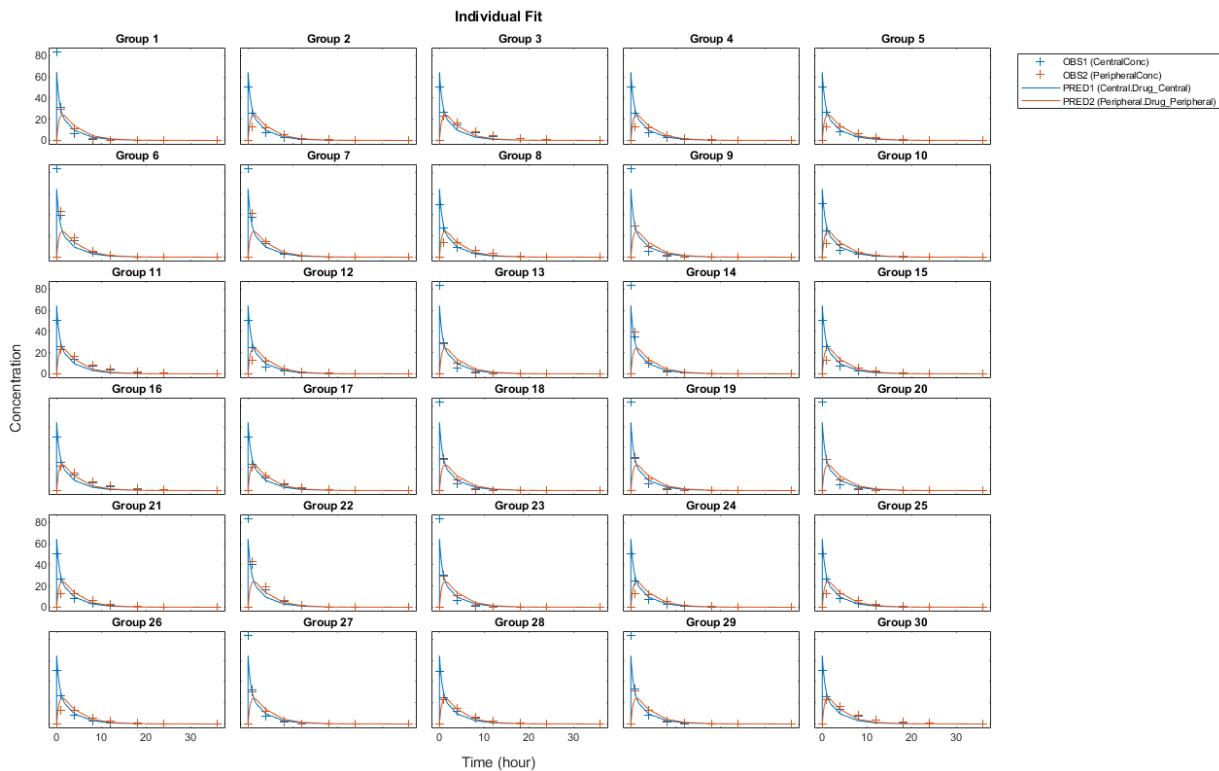 Individual Fit
Group 1 Group 2 Group 3 Group 4 Group 5
80
60
40
20
0
OBS1 (CentralConc)
OBS2 (PeripheralConc)
PRED1 (Central.Drug_Central)
PRED2 (Peripheral.Drug_Peripheral)
Group 6 Group 7 Group 8 Group 9 Group 10
Group 11 Group 12 Group 13 Group 14 Group 15
80
60
40
20
0
Concentration
Group 16 Group 17 Group 18 Group 19 Group 20
Group 21 Group 22 Group 23 Group 24 Group 25
80
60
40
20
0
Group 26 Group 27 Group 28 Group 29 Group 30
0 10 20 30 0 10 20 30 0 10 20 30
Time (hour)